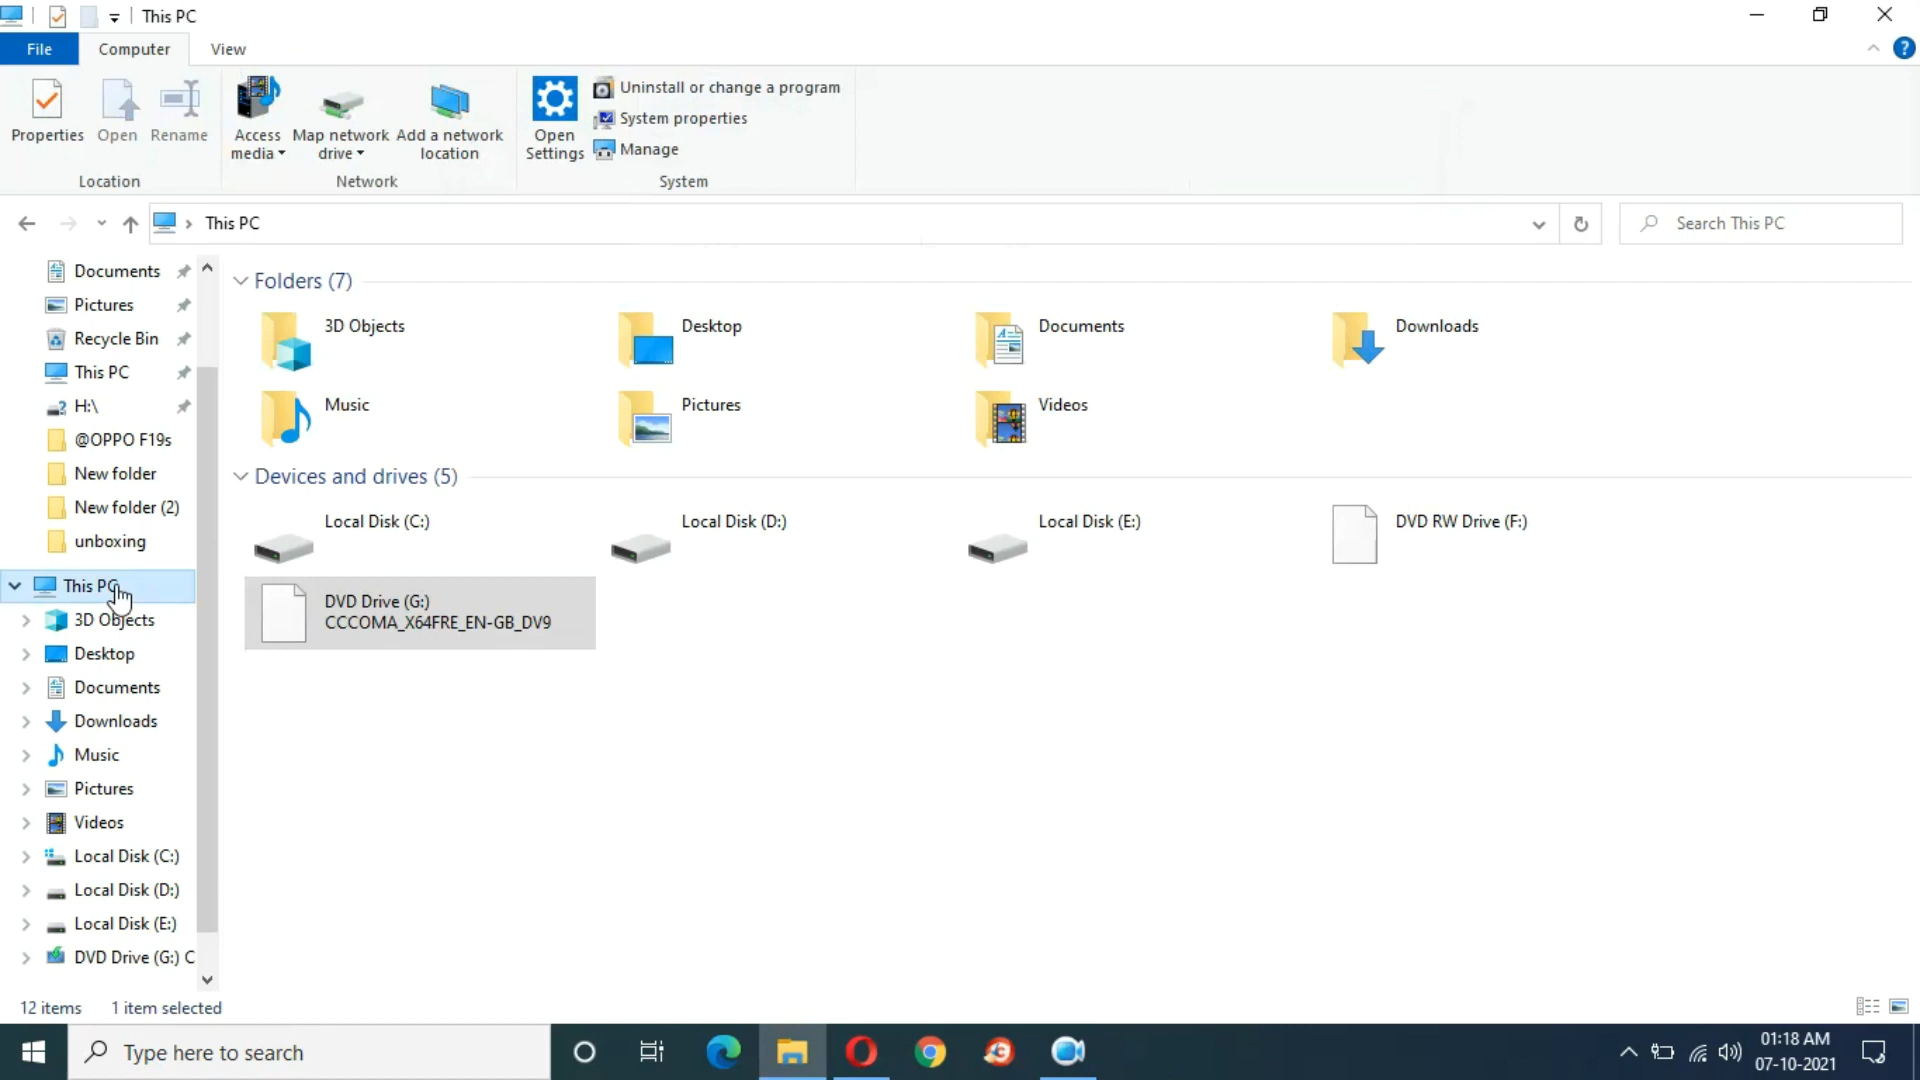 This PC
File
Computer
View
Properties
Open
Rename
Access media
Map network drive
Add a network location
Open Settings
Uninstall or change a program
System properties
Manage
Location
Network
System
This PC
Search This PC
Documents
Pictures
Recycle Bin
This PC
H:\
@OPPO F19s
New folder
New folder (2)
unboxing
This PC
3D Objects
Desktop
Documents
Downloads
Music
Pictures
Videos
Local Disk (C:)
Local Disk (D:)
Local Disk (E:)
DVD Drive (G:) C
Folders (7)
3D Objects
Desktop
Documents
Downloads
Music
Pictures
Videos
Devices and drives (5)
Local Disk (C:)
Local Disk (D:)
Local Disk (E:)
DVD RW Drive (F:)
DVD Drive (G:)
CCCOMA_X64FRE_EN-GB_DV9
12 items
1 item selected
Type here to search
01:18 AM
07-10-2021